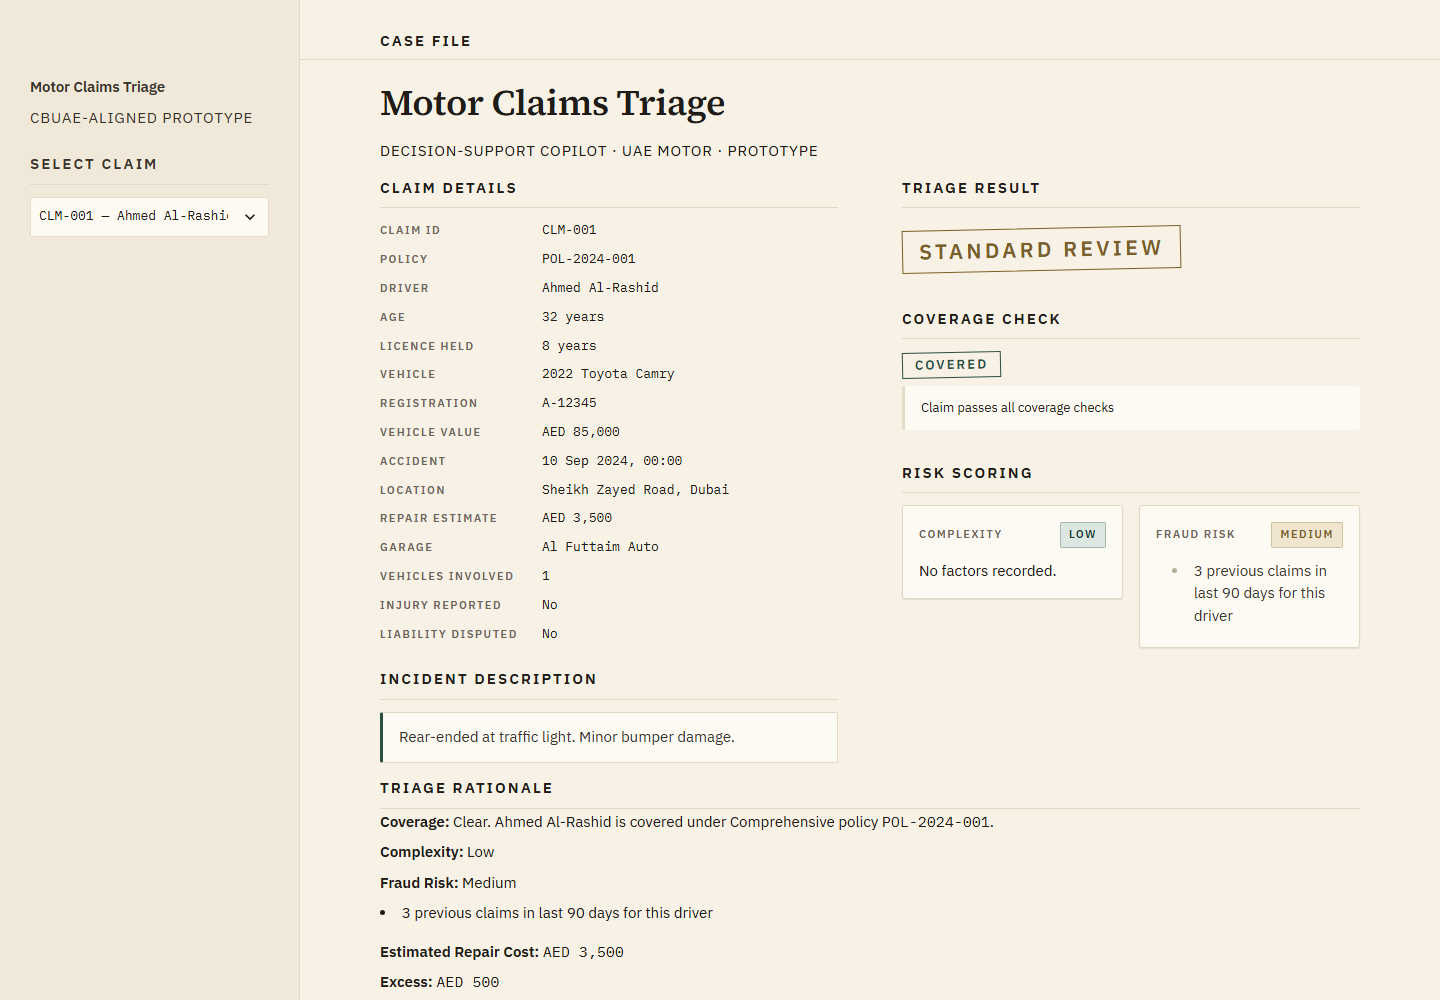 Motor Claims Triage
CBUAE-ALIGNED PROTOTYPE
SELECT CLAIM
CLM-001 — Ahmed Al-Rashi
CASE FILE
Motor Claims Triage
DECISION-SUPPORT COPILOT · UAE MOTOR · PROTOTYPE
CLAIM DETAILS
CLAIM ID CLM-001
POLICY POL-2024-001
DRIVER Ahmed Al-Rashid
AGE 32 years
LICENCE HELD 8 years
VEHICLE 2022 Toyota Camry
REGISTRATION A-12345
VEHICLE VALUE AED 85,000
ACCIDENT 10 Sep 2024, 00:00
LOCATION Sheikh Zayed Road, Dubai
REPAIR ESTIMATE AED 3,500
GARAGE Al Futtaim Auto
VEHICLES INVOLVED 1
INJURY REPORTED No
LIABILITY DISPUTED No
INCIDENT DESCRIPTION
Rear-ended at traffic light. Minor bumper damage.
TRIAGE RESULT
STANDARD REVIEW
COVERAGE CHECK
COVERED
Claim passes all coverage checks
RISK SCORING
COMPLEXITY LOW
No factors recorded.
FRAUD RISK MEDIUM
3 previous claims in
last 90 days for this
driver
TRIAGE RATIONALE
Coverage: Clear. Ahmed Al-Rashid is covered under Comprehensive policy POL-2024-001.
Complexity: Low
Fraud Risk: Medium
3 previous claims in last 90 days for this driver
Estimated Repair Cost: AED 3,500
Excess: AED 500